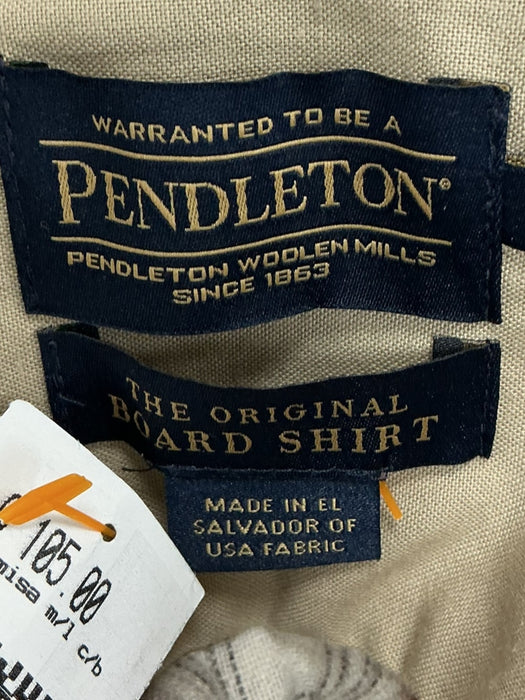 WARRANTED TO BE A
PENDLETON®
PENDLETON WOOLEN MILLS
SINCE 1863
THE ORIGINAL
BOARD SHIRT
MADE IN EL
SALVADOR OF
USA FABRIC
105.00
misa m/l c/b